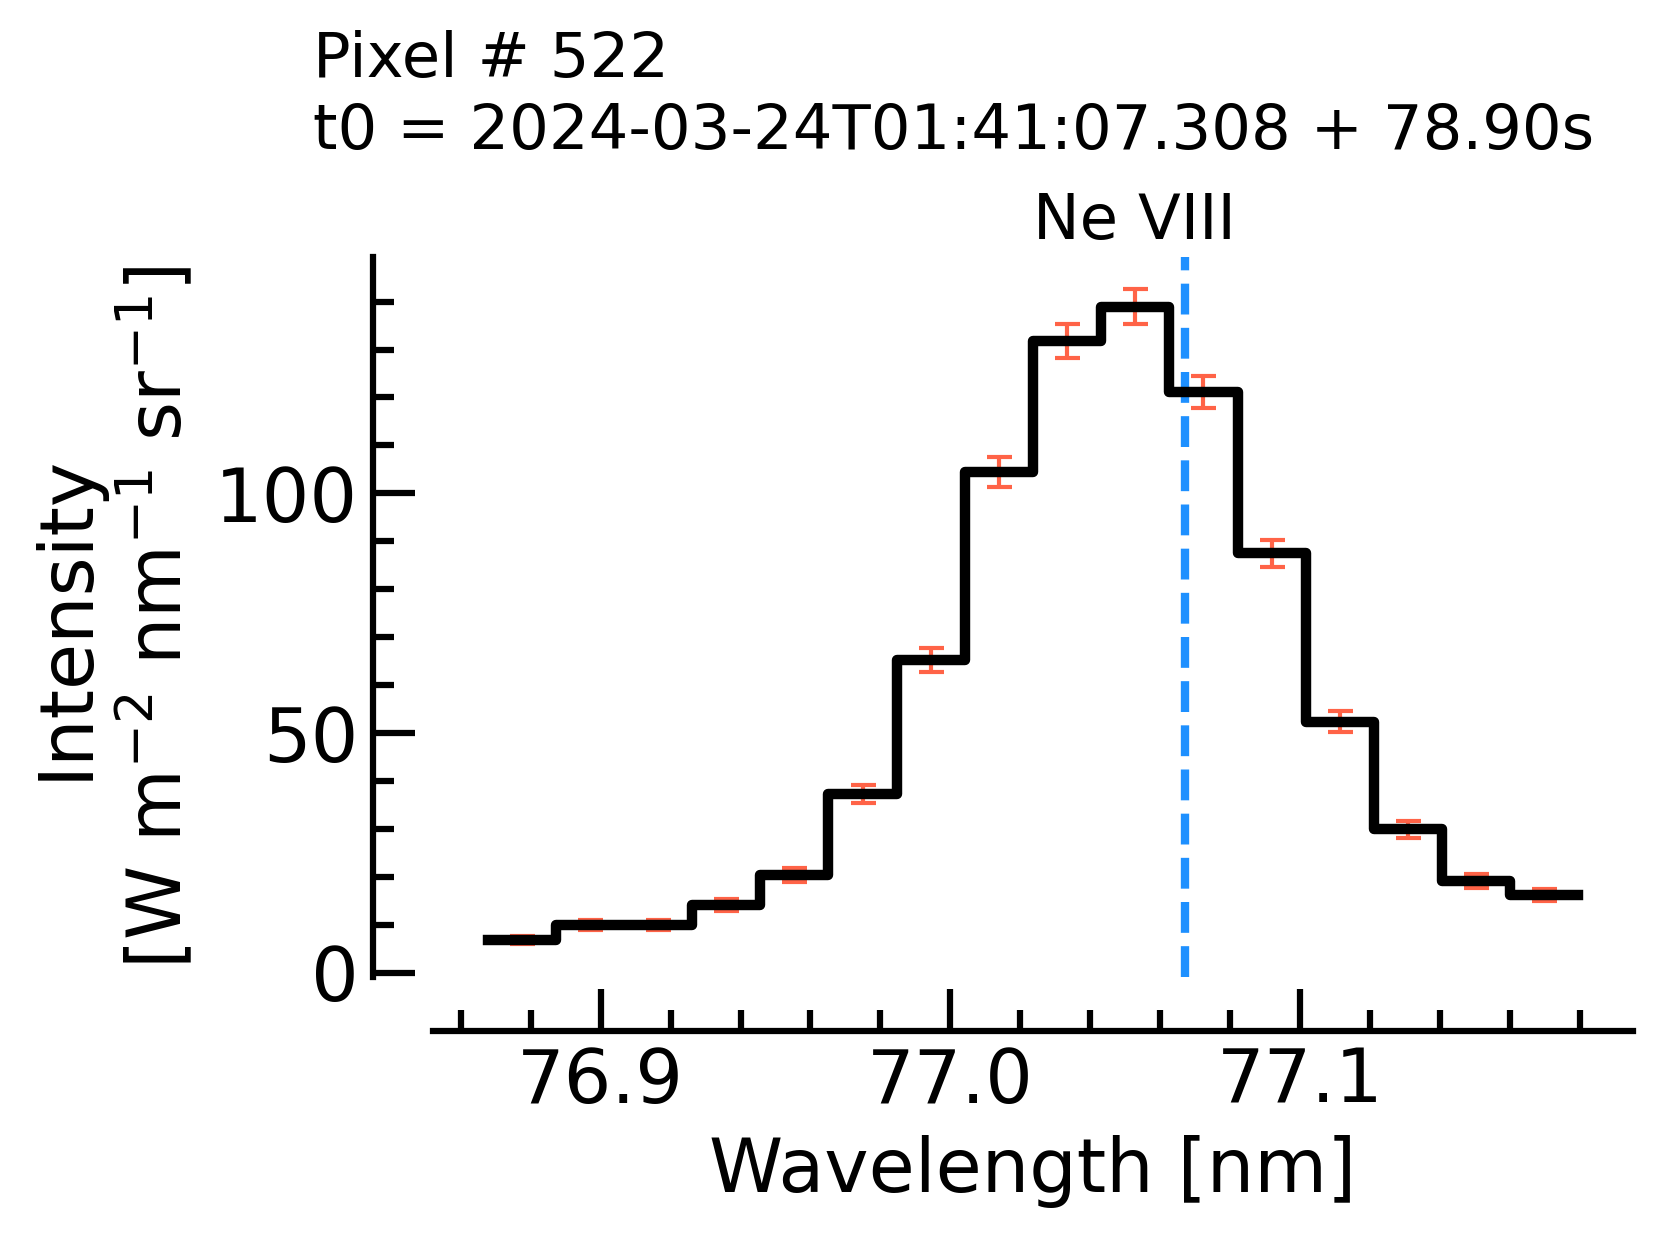 Pixel # 522
t0 = 2024-03-24T01:41:07.308 + 78.90s
Ne VIII
Intensity
[W m⁻² nm⁻¹ sr⁻¹]
100
50
0
76.9 77.0 77.1
Wavelength [nm]